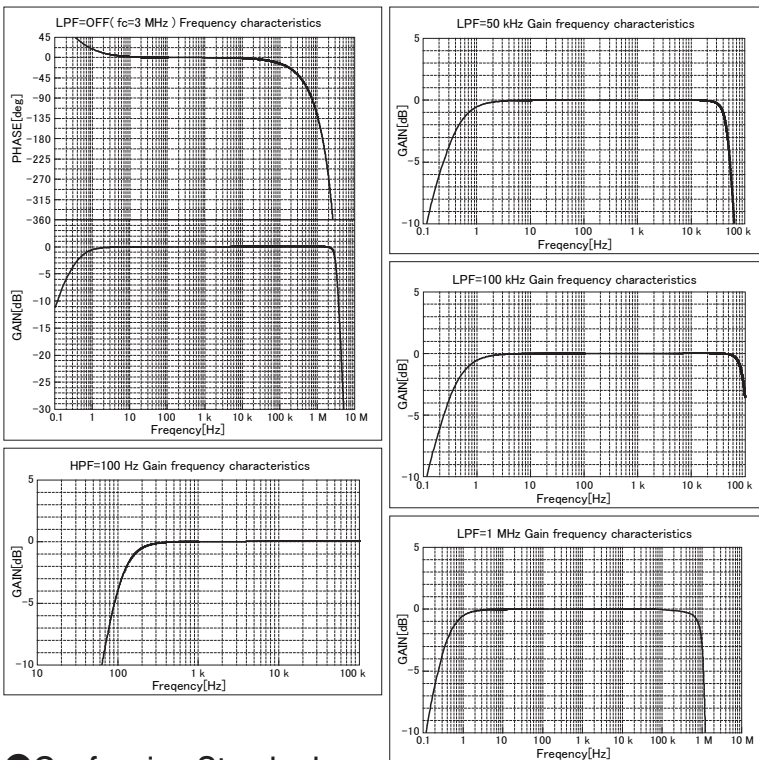 LPF=OFF( fc=3 MHz ) Frequency characteristics
45
0
-45
-90
-135
-180
-225
-270
-315
-360
PHASE[deg]
0
-5
-10
-15
-20
-25
-30
GAIN[dB]
0.1 1 10 100 1 k 10 k 100 k 1 M 10 M
Freqency[Hz]
HPF=100 Hz Gain frequency characteristics
5
0
-5
-10
GAIN[dB]
10 100 1 k 10 k 100 k
Freqency[Hz]
LPF=50 kHz Gain frequency characteristics
5
0
-5
-10
GAIN[dB]
0.1 1 10 100 1 k 10 k 100 k
Freqency[Hz]
LPF=100 kHz Gain frequency characteristics
5
0
-5
-10
GAIN[dB]
0.1 1 10 100 1 k 10 k 100 k
Freqency[Hz]
LPF=1 MHz Gain frequency characteristics
5
0
-5
-10
GAIN[dB]
0.1 1 10 100 1 k 10 k 100 k 1 M 10 M
Freqency[Hz]